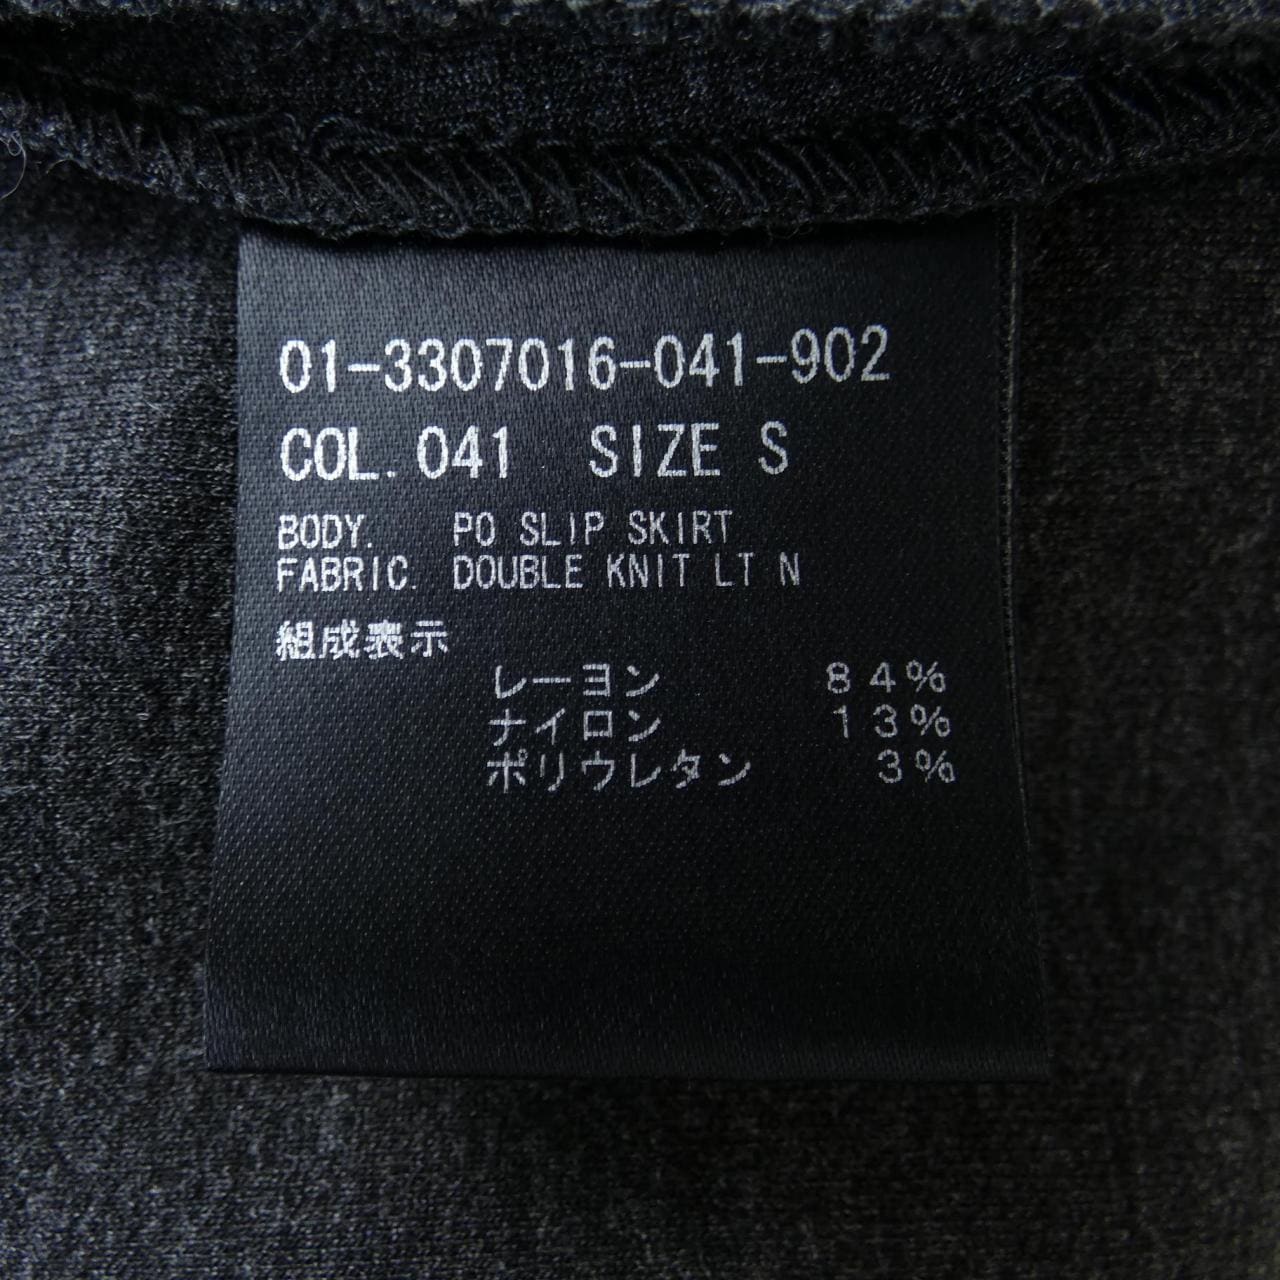 01-3307016-041-902
COL. 041 SIZE S
BODY. PO SLIP SKIRT
FABRIC. DOUBLE KNIT LT N
組成表示
レーヨン 84%
ナイロン 13%
ポリウレタン 3%